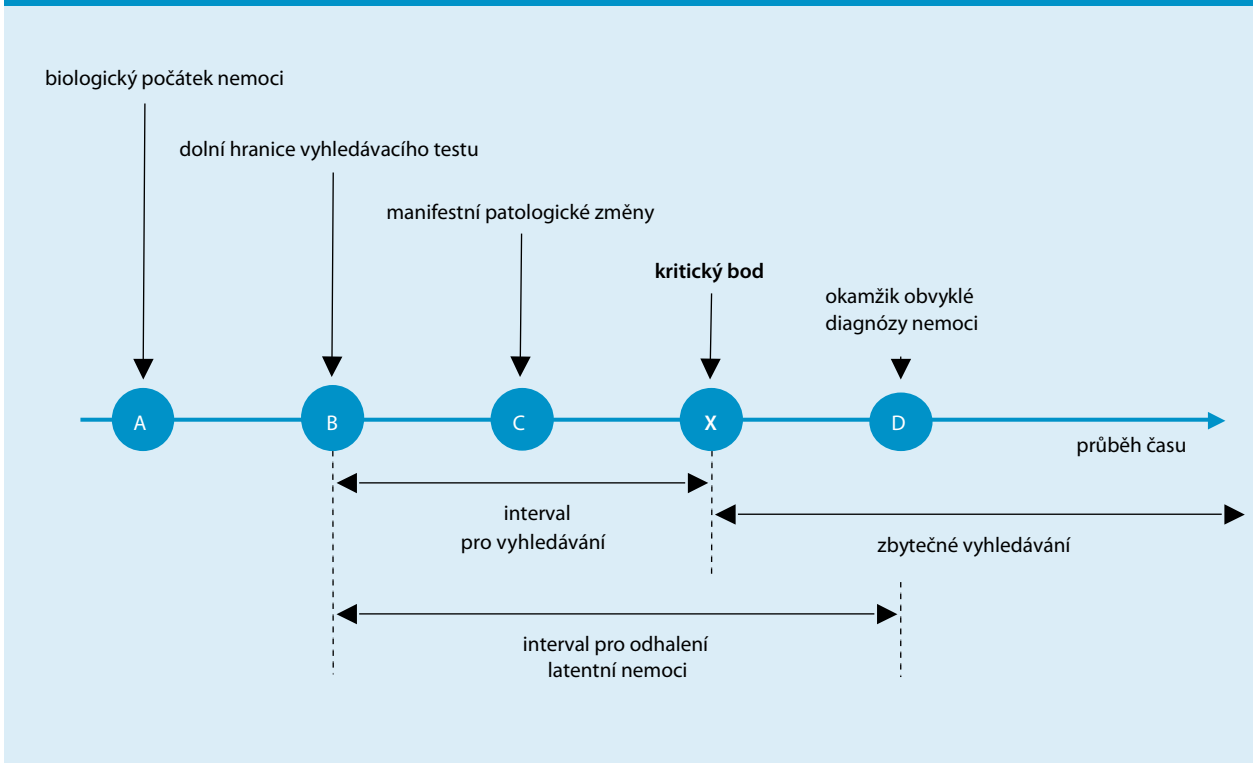 biologický počátek nemoci
dolní hranice vyhledávacího testu
manifestní patologické změny
kritický bod
okamžik obvyklé
diagnózy nemoci
A
B
C
X
D
průběh času
interval
pro vyhledávání
zbytečné vyhledávání
interval pro odhalení
latentní nemoci